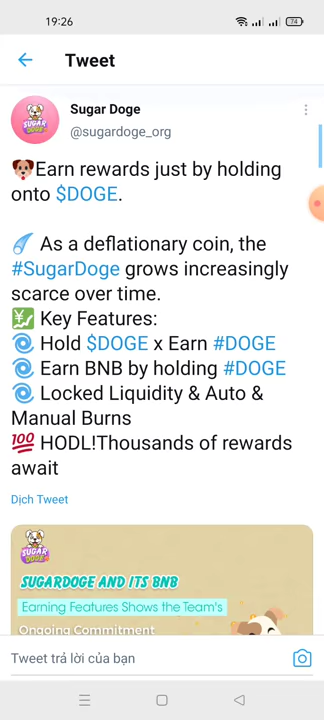 19:26
74
Tweet
Sugar Doge
@sugardoge_org
🐶Earn rewards just by holding
onto $DOGE.
☄️ As a deflationary coin, the
#SugarDoge grows increasingly
scarce over time.
💹 Key Features:
🌀 Hold $DOGE x Earn #DOGE
🌀 Earn BNB by holding #DOGE
🌀 Locked Liquidity & Auto &
Manual Burns
💯 HODL!Thousands of rewards
await
Dịch Tweet
SUGAR
DOGE
SUGARDOGE AND ITS BNB
Earning Features Shows the Team's
Ongoing Commitment
Tweet trả lời của bạn